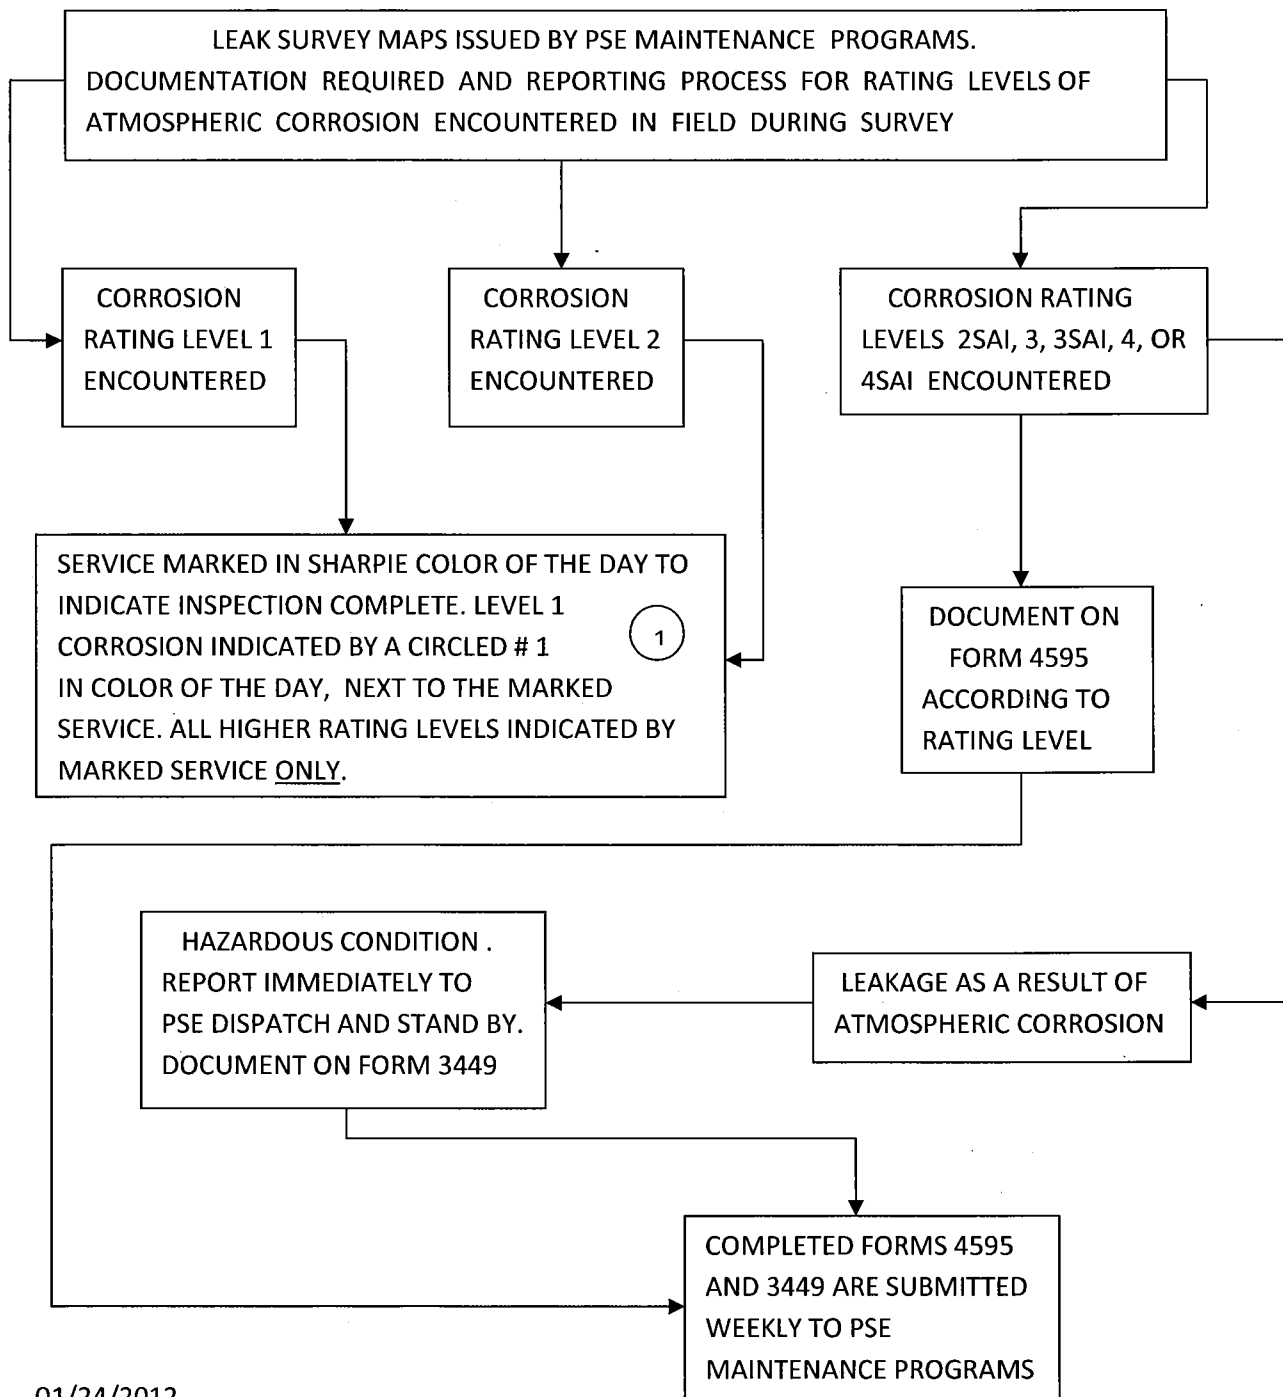 LEAK SURVEY MAPS ISSUED BY PSE MAINTENANCE PROGRAMS.
DOCUMENTATION REQUIRED AND REPORTING PROCESS FOR RATING LEVELS OF
ATMOSPHERIC CORROSION ENCOUNTERED IN FIELD DURING SURVEY
CORROSION
RATING LEVEL 1
ENCOUNTERED
CORROSION
RATING LEVEL 2
ENCOUNTERED
CORROSION RATING
LEVELS 2SAI, 3, 3SAI, 4, OR
4SAI ENCOUNTERED
SERVICE MARKED IN SHARPIE COLOR OF THE DAY TO
INDICATE INSPECTION COMPLETE. LEVEL 1
CORROSION INDICATED BY A CIRCLED # 1
IN COLOR OF THE DAY, NEXT TO THE MARKED
SERVICE. ALL HIGHER RATING LEVELS INDICATED BY
MARKED SERVICE ONLY.
1
DOCUMENT ON
FORM 4595
ACCORDING TO
RATING LEVEL
HAZARDOUS CONDITION .
REPORT IMMEDIATELY TO
PSE DISPATCH AND STAND BY.
DOCUMENT ON FORM 3449
LEAKAGE AS A RESULT OF
ATMOSPHERIC CORROSION
COMPLETED FORMS 4595
AND 3449 ARE SUBMITTED
WEEKLY TO PSE
MAINTENANCE PROGRAMS
01/24/2012